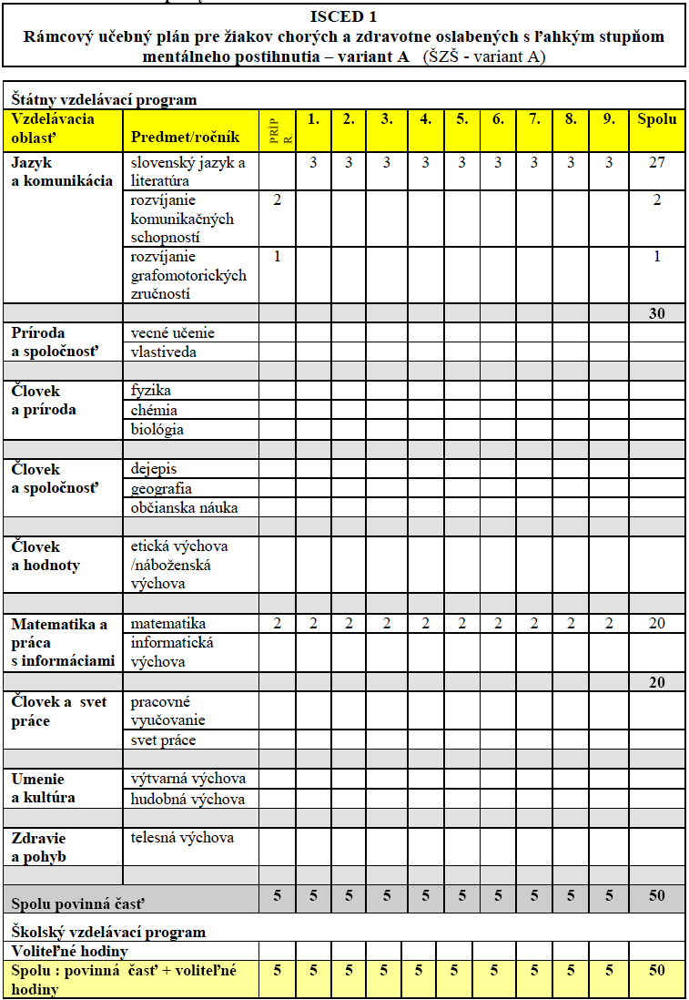 ISCED 1
Rámcový učebný plán pre žiakov chorých a zdravotne oslabených s ľahkým stupňom
mentálneho postihnutia – variant A (ŠZŠ - variant A)
Štátny vzdelávací program
Vzdelávacia oblasť Predmet/ročník PRÍP R. 1. 2. 3. 4. 5. 6. 7. 8. 9. Spolu
Jazyk slovenský jazyk a 3 3 3 3 3 3 3 3 3 27
a komunikácia literatúra
rozvíjanie 2 2
komunikačných
schopností
rozvíjanie 1 1
grafomotorických
zručností
30
Príroda vecné učenie
a spoločnosť vlastiveda
Človek fyzika
a príroda chémia
biológia
Človek dejepis
a spoločnosť geografia
občianska náuka
Človek etická výchova
a hodnoty /náboženská
výchova
Matematika a matematika 2 2 2 2 2 2 2 2 2 2 20
práca informatická
s informáciami výchova
20
Človek a svet pracovné
práce vyučovanie
svet práce
Umenie výtvarná výchova
a kultúra hudobná výchova
Zdravie telesná výchova
a pohyb
Spolu povinná časť 5 5 5 5 5 5 5 5 5 5 50
Školský vzdelávací program
Voliteľné hodiny
Spolu : povinná časť + voliteľné 5 5 5 5 5 5 5 5 5 5 50
hodiny